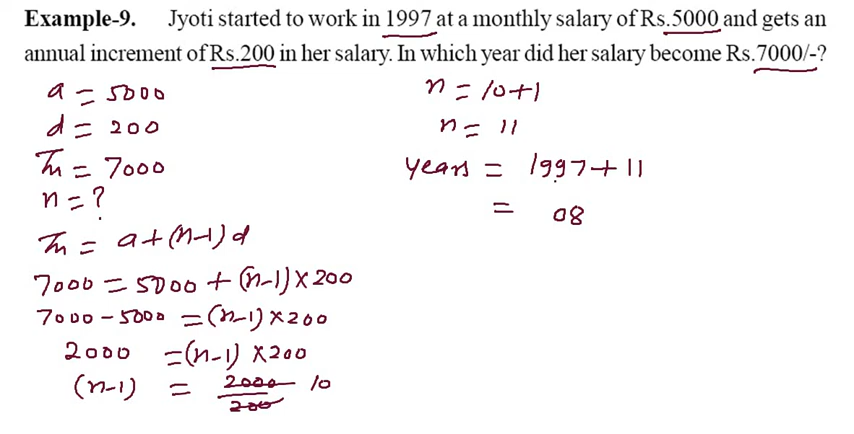 Example-9. Jyoti started to work in 1997 at a monthly salary of Rs.5000 and gets an
annual increment of Rs.200 in her salary. In which year did her salary become Rs.7000/-?
a = 5000
d = 200
Tn = 7000
n = ?
Tn = a+(n-1)d
7000 = 5000 + (n-1)×200
7000-5000 = (n-1)×200
2000 = (n-1)×200
(n-1) = 2000/200 10
n = 10+1
n = 11
years = 1997+11
= 08